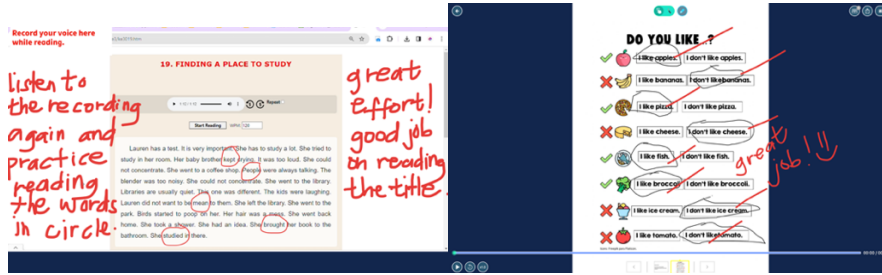 Record your voice here
while reading.
listen to
the recording
again and
practice
reading
the words
in circle.
19. FINDING A PLACE TO STUDY
Repeat
Start Reading
120
Lauren has a test. It is very important. She has to study a lot. She tried to
study in her room. Her baby brother kept crying. It was too loud. She could
not concentrate. She went to a coffee shop. People were always talking. The
blender was too noisy. She could not concentrate. She went to the library.
Libraries are usually quiet. This one was different. The kids were laughing.
Lauren did not want to be mean to them. She left the library. She went to the
park. Birds started to poop on her. Her hair was a mess. She went back
home. She took a shower. She had an idea. She brought her book to the
bathroom. She studied in there.
great
effort!
good job
on reading
the title.
DO YOU LIKE..?
I like apples. I don't like apples.
I like bananas. I don't like bananas.
I like pizza. I don't like pizza.
I like cheese. I don't like cheese.
I like fish. I don't like fish.
I like broccoli. I don't like broccoli.
I like ice cream. I don't like ice cream.
I like tomato. I don't like tomato.
great
job!!